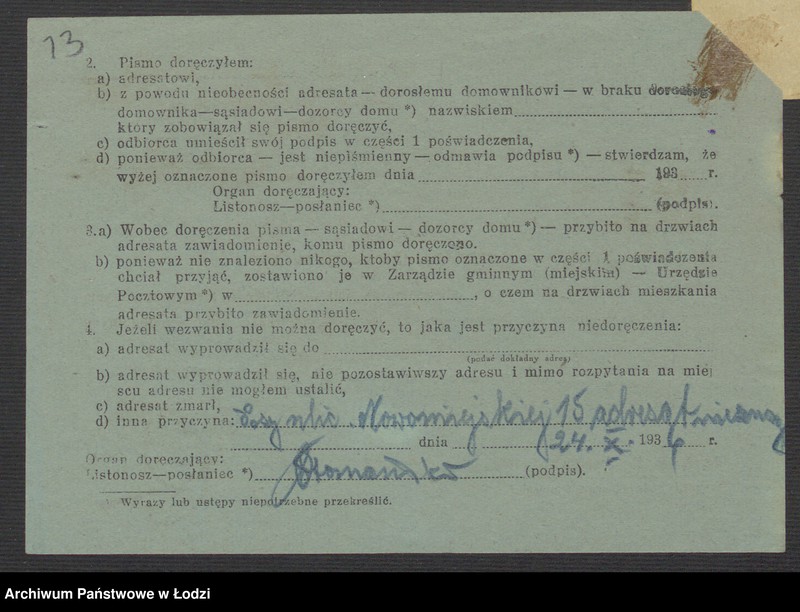 13
2. Pismo doręczyłem:
a) adresatowi,
b) z powodu nieobecności adresata — dorosłemu domownikowi — w braku dorosłego
domownika—sąsiadowi—dozorcy domu *) nazwiskiem
który zobowiązał się pismo doręczyć,
c) odbiorca umieścił swój podpis w części 1 poświadczenia,
d) ponieważ odbiorca — jest niepiśmienny — odmawia podpisu *) — stwierdzam, że
wyżej oznaczone pismo doręczyłem dnia 193 r.
Organ doręczający:
Listonosz—posłaniec *) (podpis).
3. a) Wobec doręczenia pisma — sąsiadowi — dozorcy domu *) — przybito na drzwiach
adresata zawiadomienie, komu pismo doręczono.
b) ponieważ nie znaleziono nikogo, ktoby pismo oznaczone w części 1 poświadczenia
chciał przyjąć, zostawiono je w Zarządzie gminnym (miejskim) — Urzędzie
Pocztowym *) w , o czem na drzwiach mieszkania
adresata przybito zawiadomienie.
4. Jeżeli wezwania nie można doręczyć, to jaka jest przyczyna niedoręczenia:
a) adresat wyprowadził się do
(podać dokładny adres)
b) adresat wyprowadził się, nie pozostawiwszy adresu i mimo rozpytania na miej
scu adresu nie mogłem ustalić,
c) adresat zmarł,
d) inna przyczyna: Nowomiejskiej 15 adresat nieznany
dnia 24. X. 1936 r.
Organ doręczający:
Listonosz—posłaniec *) (podpis).
Wyrazy lub ustępy niepotrzebne przekreślić.
Archiwum Państwowe w Łodzi